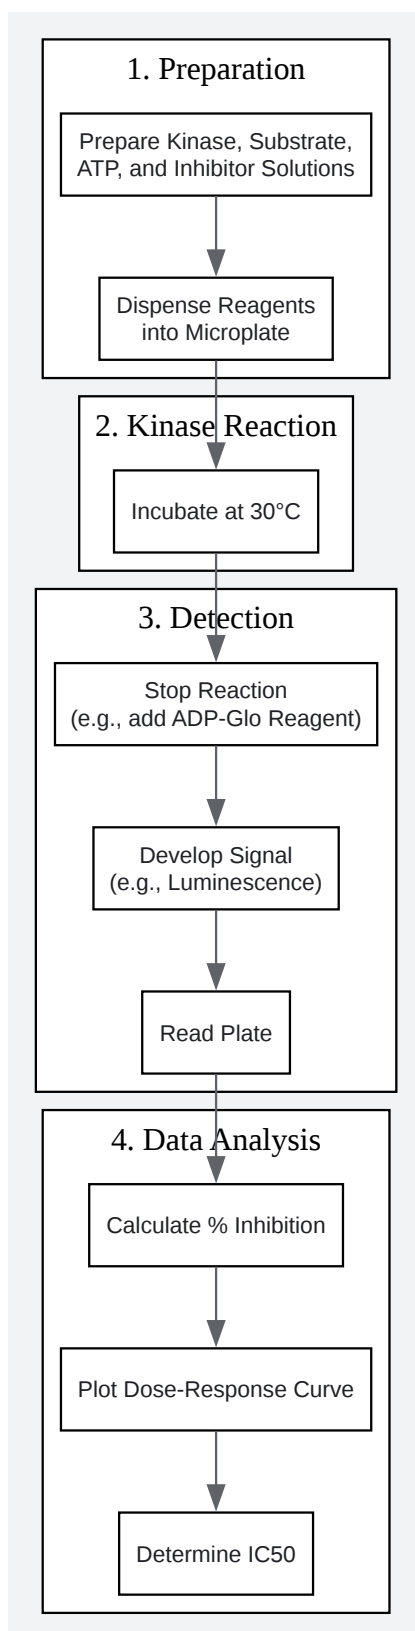 1. Preparation
Prepare Kinase, Substrate,
ATP, and Inhibitor Solutions
Dispense Reagents
into Microplate
2. Kinase Reaction
Incubate at 30°C
3. Detection
Stop Reaction
(e.g., add ADP-Glo Reagent)
Develop Signal
(e.g., Luminescence)
Read Plate
4. Data Analysis
Calculate % Inhibition
Plot Dose-Response Curve
Determine IC50